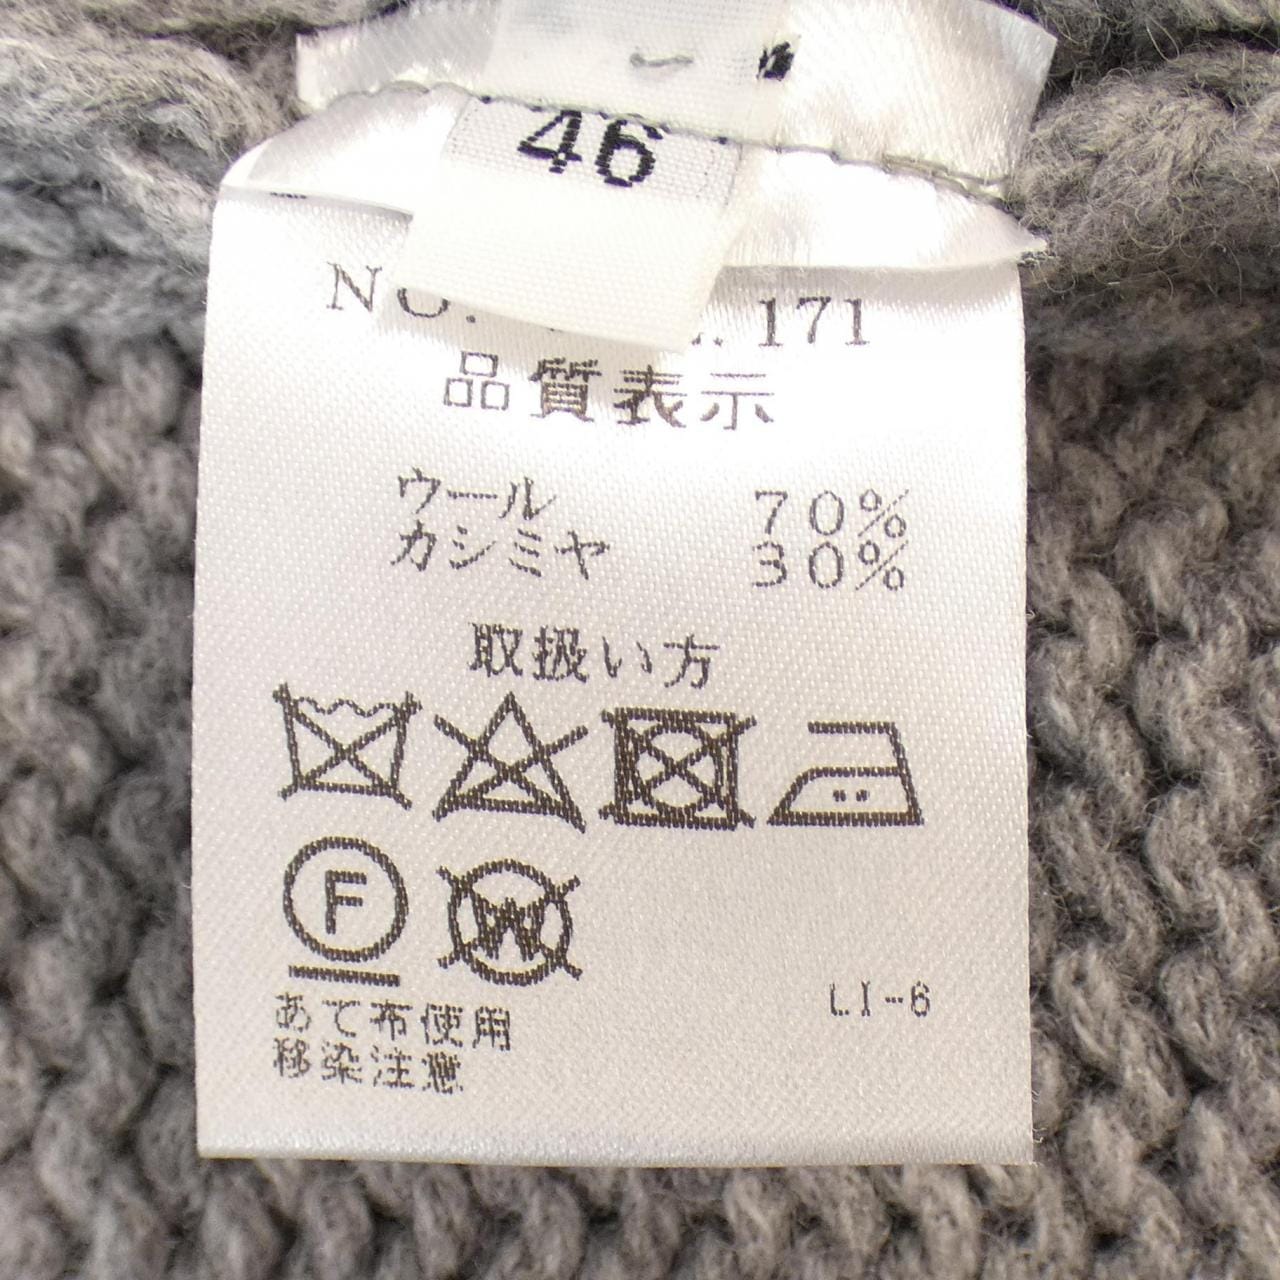 46
NO. 171
品質表示
ウール 70%
カシミヤ 30%
取扱い方
F W
LI-6
あて布使用
移染注意